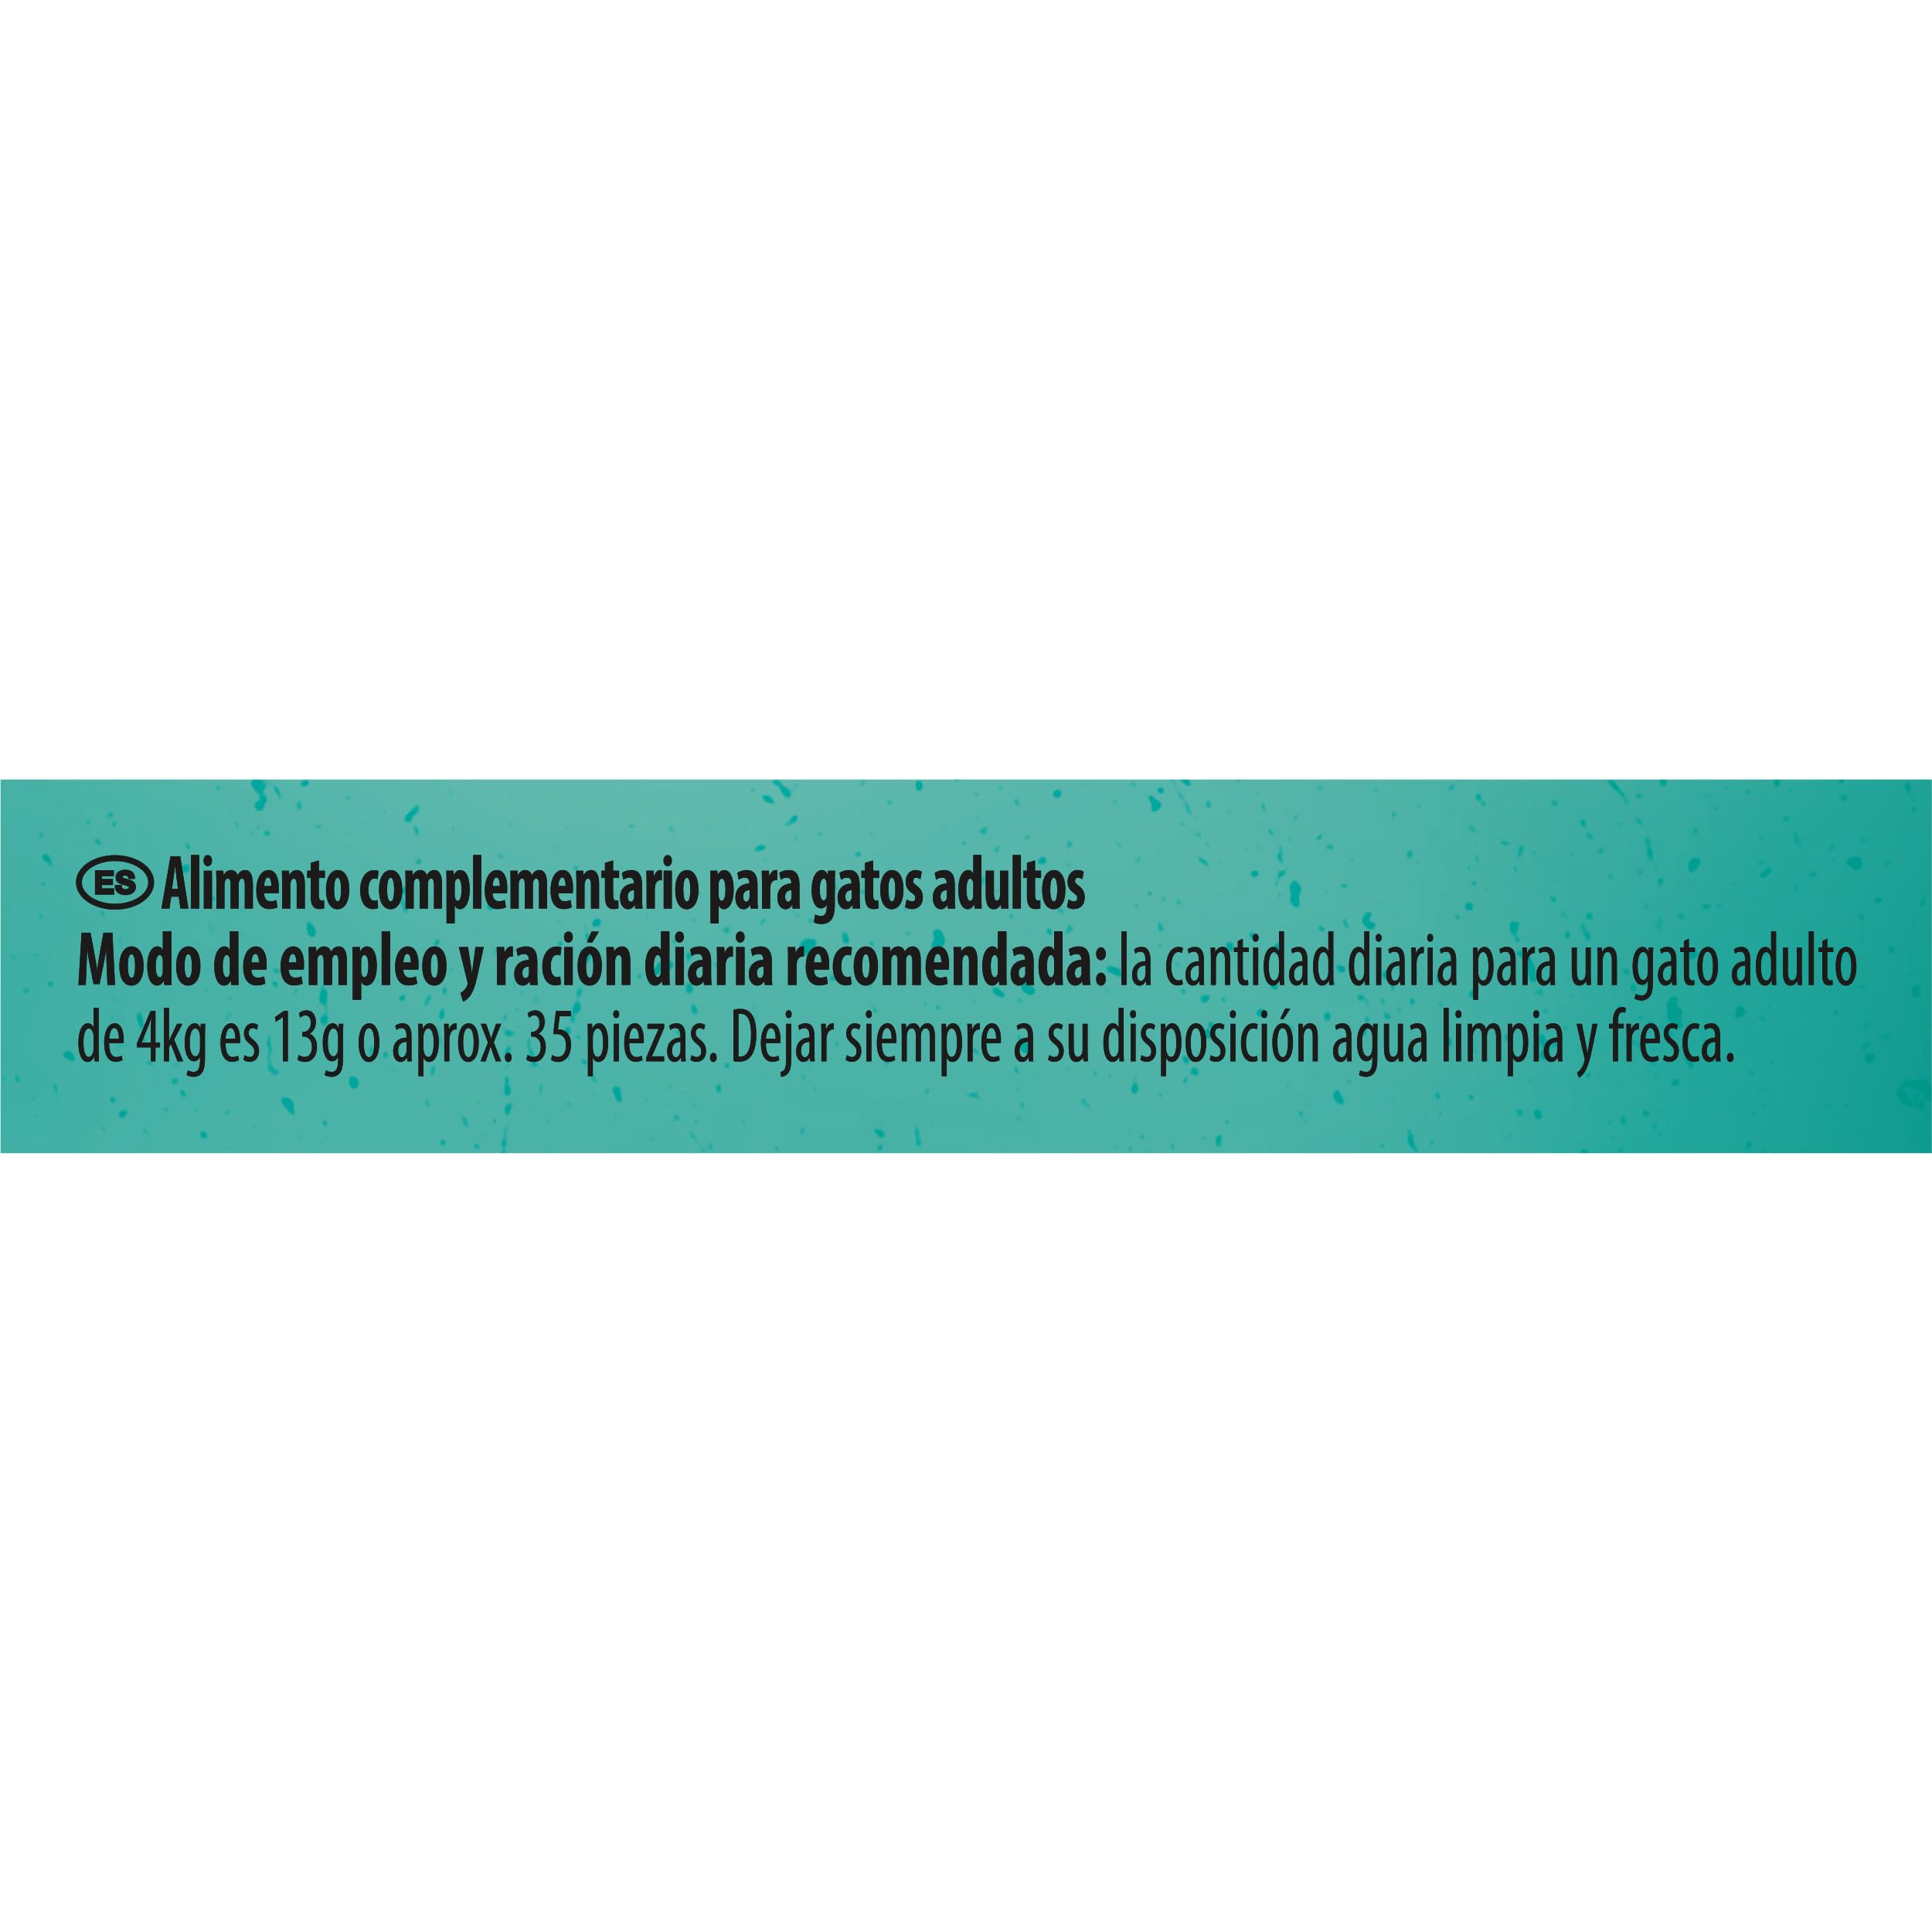 ES Alimento complementario para gatos adultos
Modo de empleo y ración diaria recomendada: la cantidad diaria para un gato adulto
de 4kg es 13g o aprox. 35 piezas. Dejar siempre a su disposición agua limpia y fresca.